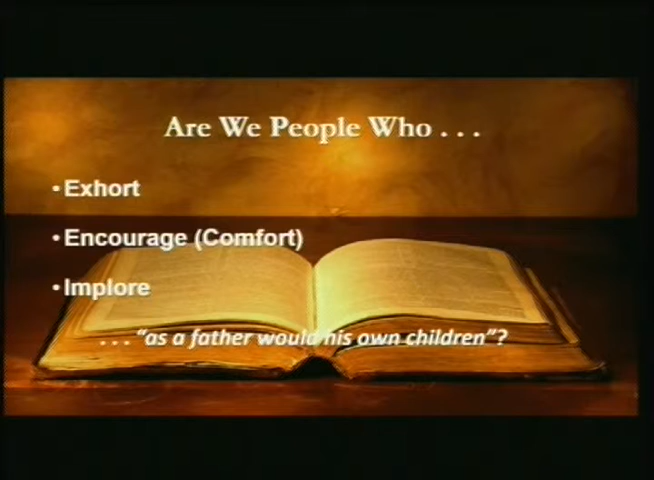 Are We People Who . . .
• Exhort
• Encourage (Comfort)
• Implore
. . . “as a father would his own children”?